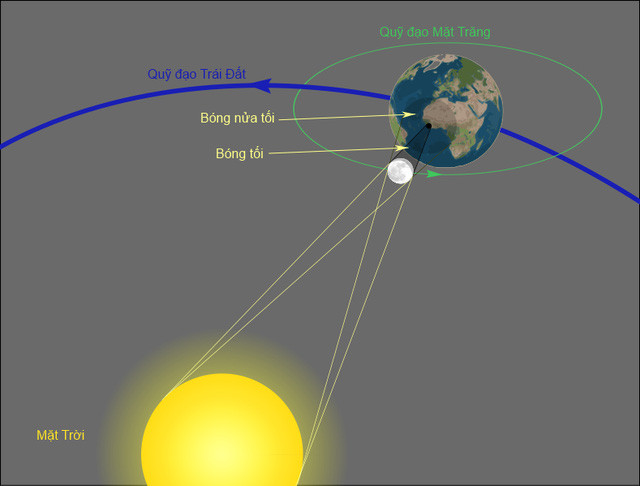 Quỹ đạo Mặt Trăng
Quỹ đạo Trái Đất
Bóng nửa tối
Bóng tối
Mặt Trời